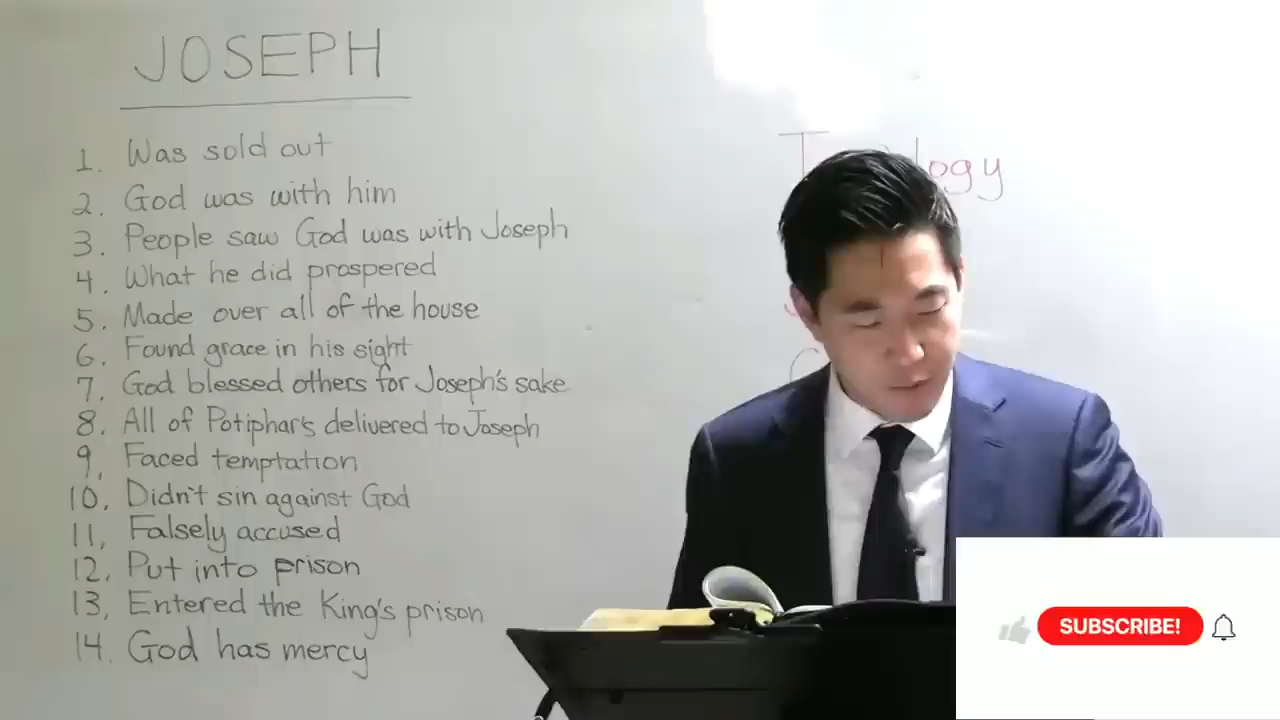 JOSEPH
1. Was sold out
2. God was with him
3. People saw God was with Joseph
4. What he did prospered
5. Made over all of the house
6. Found grace in his sight
7. God blessed others for Joseph's sake
8. All of Potiphar's delivered to Joseph
9. Faced temptation
10. Didn't sin against God
11. Falsely accused
12. Put into prison
13. Entered the King's prison
14. God has mercy
SUBSCRIBE!